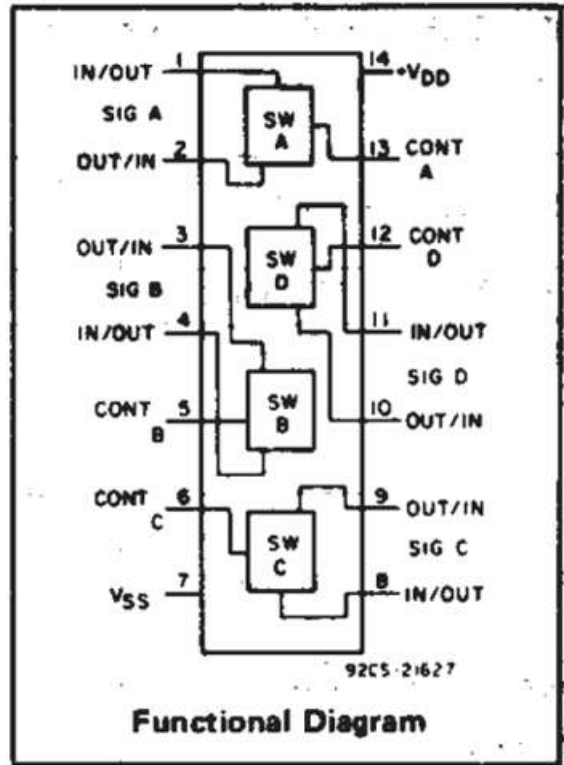 1
14
IN/OUT
+VDD
SIG A
SW
A
OUT/IN
2
13
CONT
A
OUT/IN
3
12
CONT
D
SIG B
SW
D
IN/OUT
4
11
IN/OUT
SIG D
CONT
B
5
SW
B
10
OUT/IN
CONT
C
6
9
OUT/IN
SW
C
SIG C
VSS
7
8
IN/OUT
92CS-21627
Functional Diagram